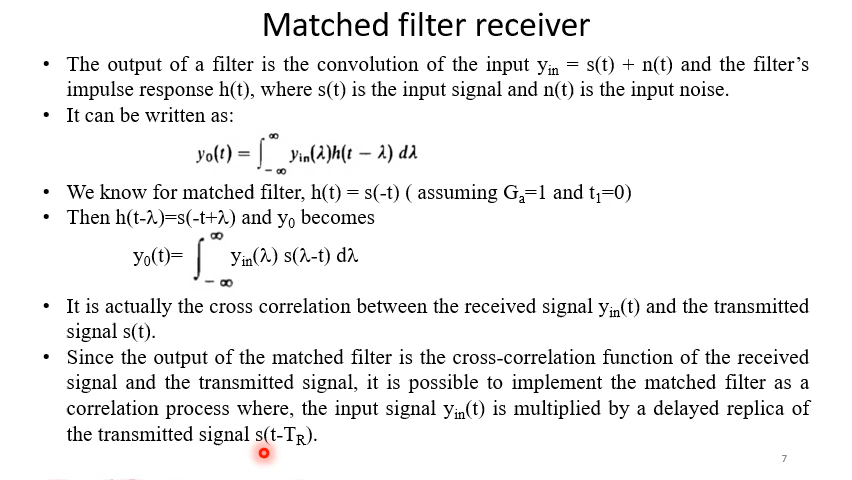 Matched filter receiver
• The output of a filter is the convolution of the input yin = s(t) + n(t) and the filter's
impulse response h(t), where s(t) is the input signal and n(t) is the input noise.
• It can be written as:
y₀(t) = ∫_{-∞}^{∞} yin(λ)h(t − λ) dλ
• We know for matched filter, h(t) = s(-t) ( assuming Ga=1 and t₁=0)
• Then h(t-λ)=s(-t+λ) and y₀ becomes
y₀(t)= ∫_{-∞}^{∞} yin(λ) s(λ-t) dλ
• It is actually the cross correlation between the received signal yin(t) and the transmitted
signal s(t).
• Since the output of the matched filter is the cross-correlation function of the received
signal and the transmitted signal, it is possible to implement the matched filter as a
correlation process where, the input signal yin(t) is multiplied by a delayed replica of
the transmitted signal s(t-TR).
7